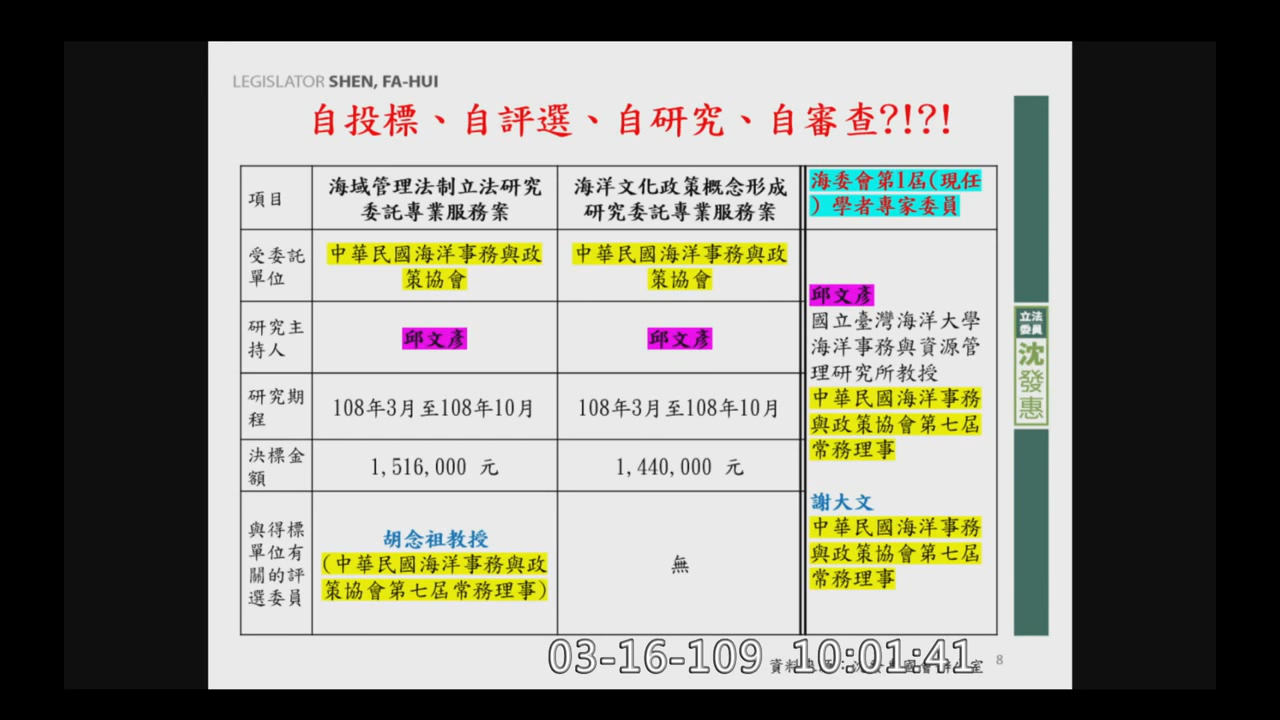 LEGISLATOR SHEN, FA-HUI
自投標、自評選、自研究、自審查?!?!
項目
海域管理法制立法研究
委託專業服務案
海洋文化政策概念形成
研究委託專業服務案
海委會第1屆(現任
)學者專家委員
受委託
單位
中華民國海洋事務與政
策協會
中華民國海洋事務與政
策協會
研究主
持人
邱文彥
邱文彥
研究期
程
108年3月至108年10月
108年3月至108年10月
決標金
額
1,516,000 元
1,440,000 元
與得標
單位有
關的評
選委員
胡念祖教授
(中華民國海洋事務與政
策協會第七屆常務理事)
無
邱文彥
國立臺灣海洋大學
海洋事務與資源管
理研究所教授
中華民國海洋事務
與政策協會第七屆
常務理事
謝大文
中華民國海洋事務
與政策協會第七屆
常務理事
立法
委員
沈
發
惠
03-16-109 10:01:41
8